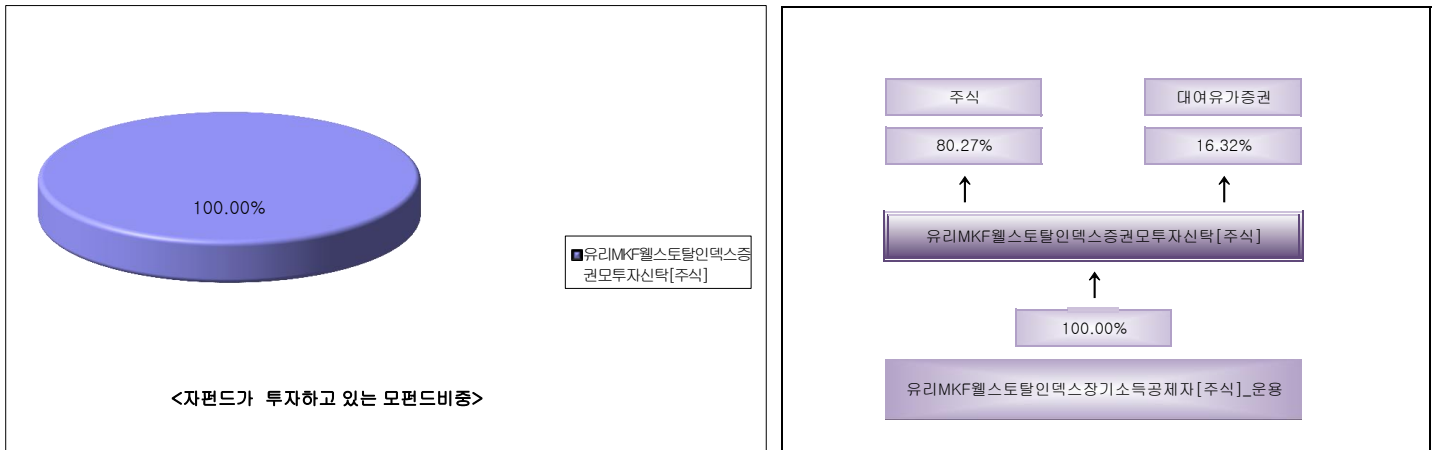 100.00%
유리MKF웰스토탈인덱스증
권모투자신탁[주식]
<자펀드가 투자하고 있는 모펀드비중>
주식
대여유가증권
80.27%
16.32%
↑
↑
유리MKF웰스토탈인덱스증권모투자신탁[주식]
↑
100.00%
유리MKF웰스토탈인덱스장기소득공제자[주식]_운용